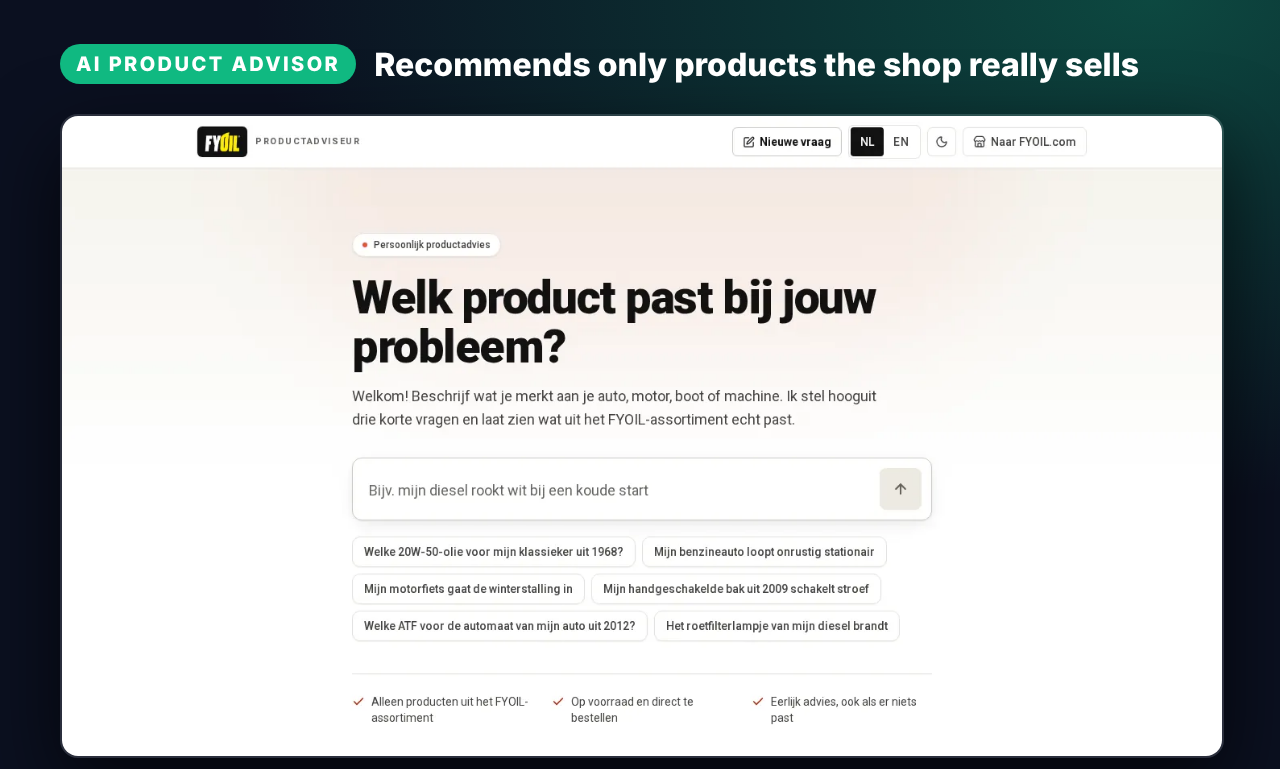 AI PRODUCT ADVISOR
Recommends only products the shop really sells
FYOIL
PRODUCTADVISEUR
Nieuwe vraag
NL
EN
Naar FYOIL.com
Persoonlijk productadvies
Welk product past bij jouw
probleem?
Welkom! Beschrijf wat je merkt aan je auto, motor, boot of machine. Ik stel hooguit
drie korte vragen en laat zien wat uit het FYOIL-assortiment echt past.
Bijv. mijn diesel rookt wit bij een koude start
Welke 20W-50-olie voor mijn klassieker uit 1968?
Mijn benzineauto loopt onrustig stationair
Mijn motorfiets gaat de winterstalling in
Mijn handgeschakelde bak uit 2009 schakelt stroef
Welke ATF voor de automaat van mijn auto uit 2012?
Het roetfilterlampje van mijn diesel brandt
Alleen producten uit het FYOIL-
assortiment
Op voorraad en direct te
bestellen
Eerlijk advies, ook als er niets
past